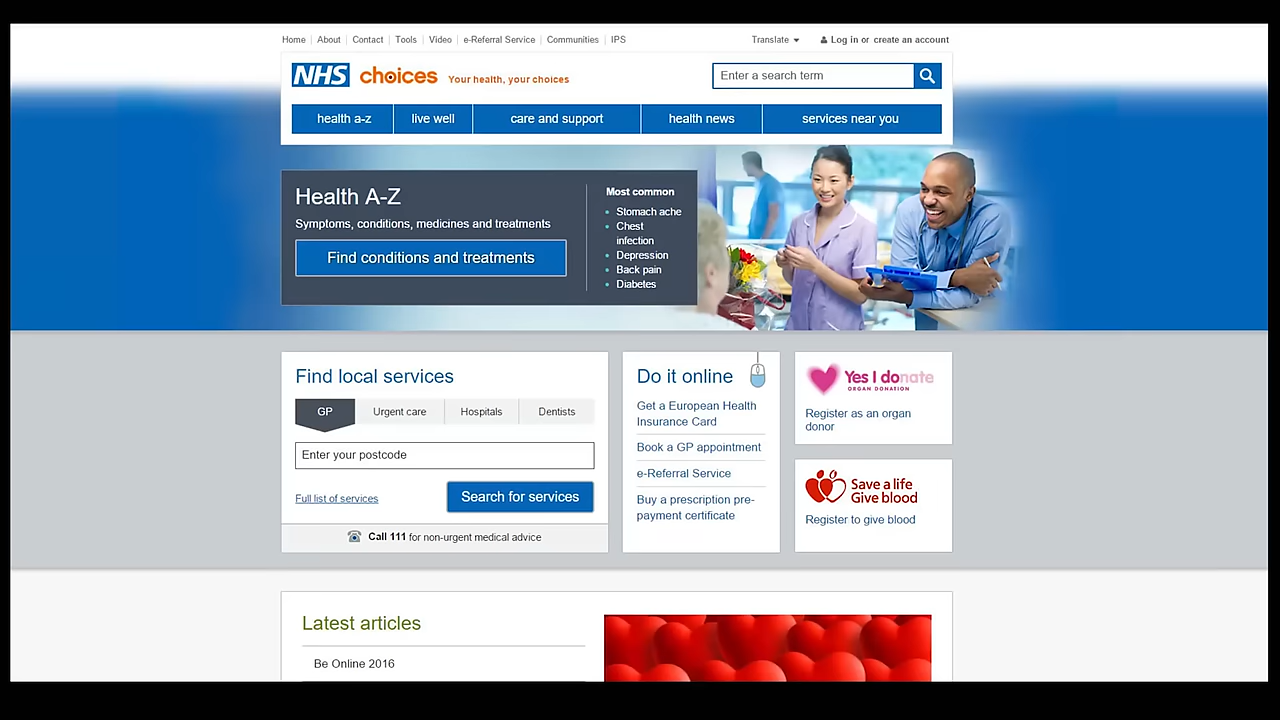 Home About Contact Tools Video e-Referral Service Communities IPS
Translate Log in or create an account
NHS choices Your health, your choices
Enter a search term
health a-z live well care and support health news services near you
Health A-Z
Symptoms, conditions, medicines and treatments
Find conditions and treatments
Most common
Stomach ache
Chest
infection
Depression
Back pain
Diabetes
Find local services
GP Urgent care Hospitals Dentists
Enter your postcode
Full list of services
Search for services
Call 111 for non-urgent medical advice
Do it online
Get a European Health
Insurance Card
Book a GP appointment
e-Referral Service
Buy a prescription pre-
payment certificate
Yes I donate
ORGAN DONATION
Register as an organ
donor
Save a life
Give blood
Register to give blood
Latest articles
Be Online 2016